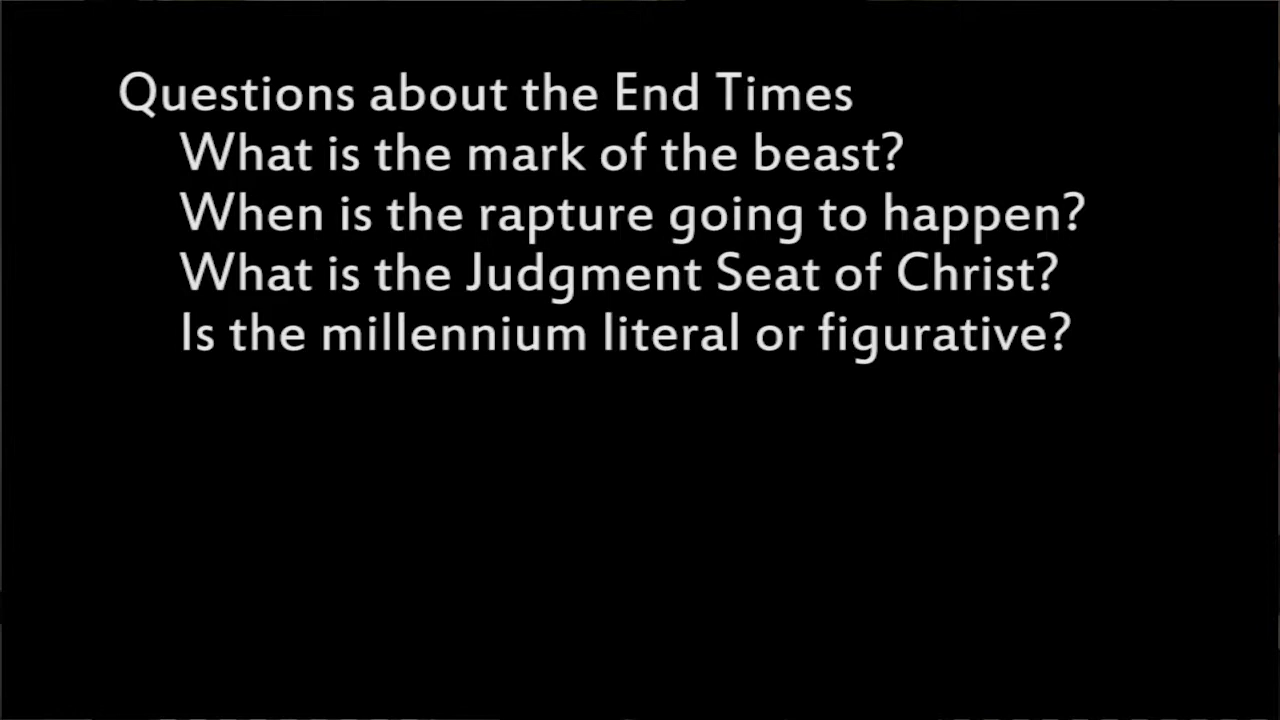 Questions about the End Times
What is the mark of the beast?
When is the rapture going to happen?
What is the Judgment Seat of Christ?
Is the millennium literal or figurative?